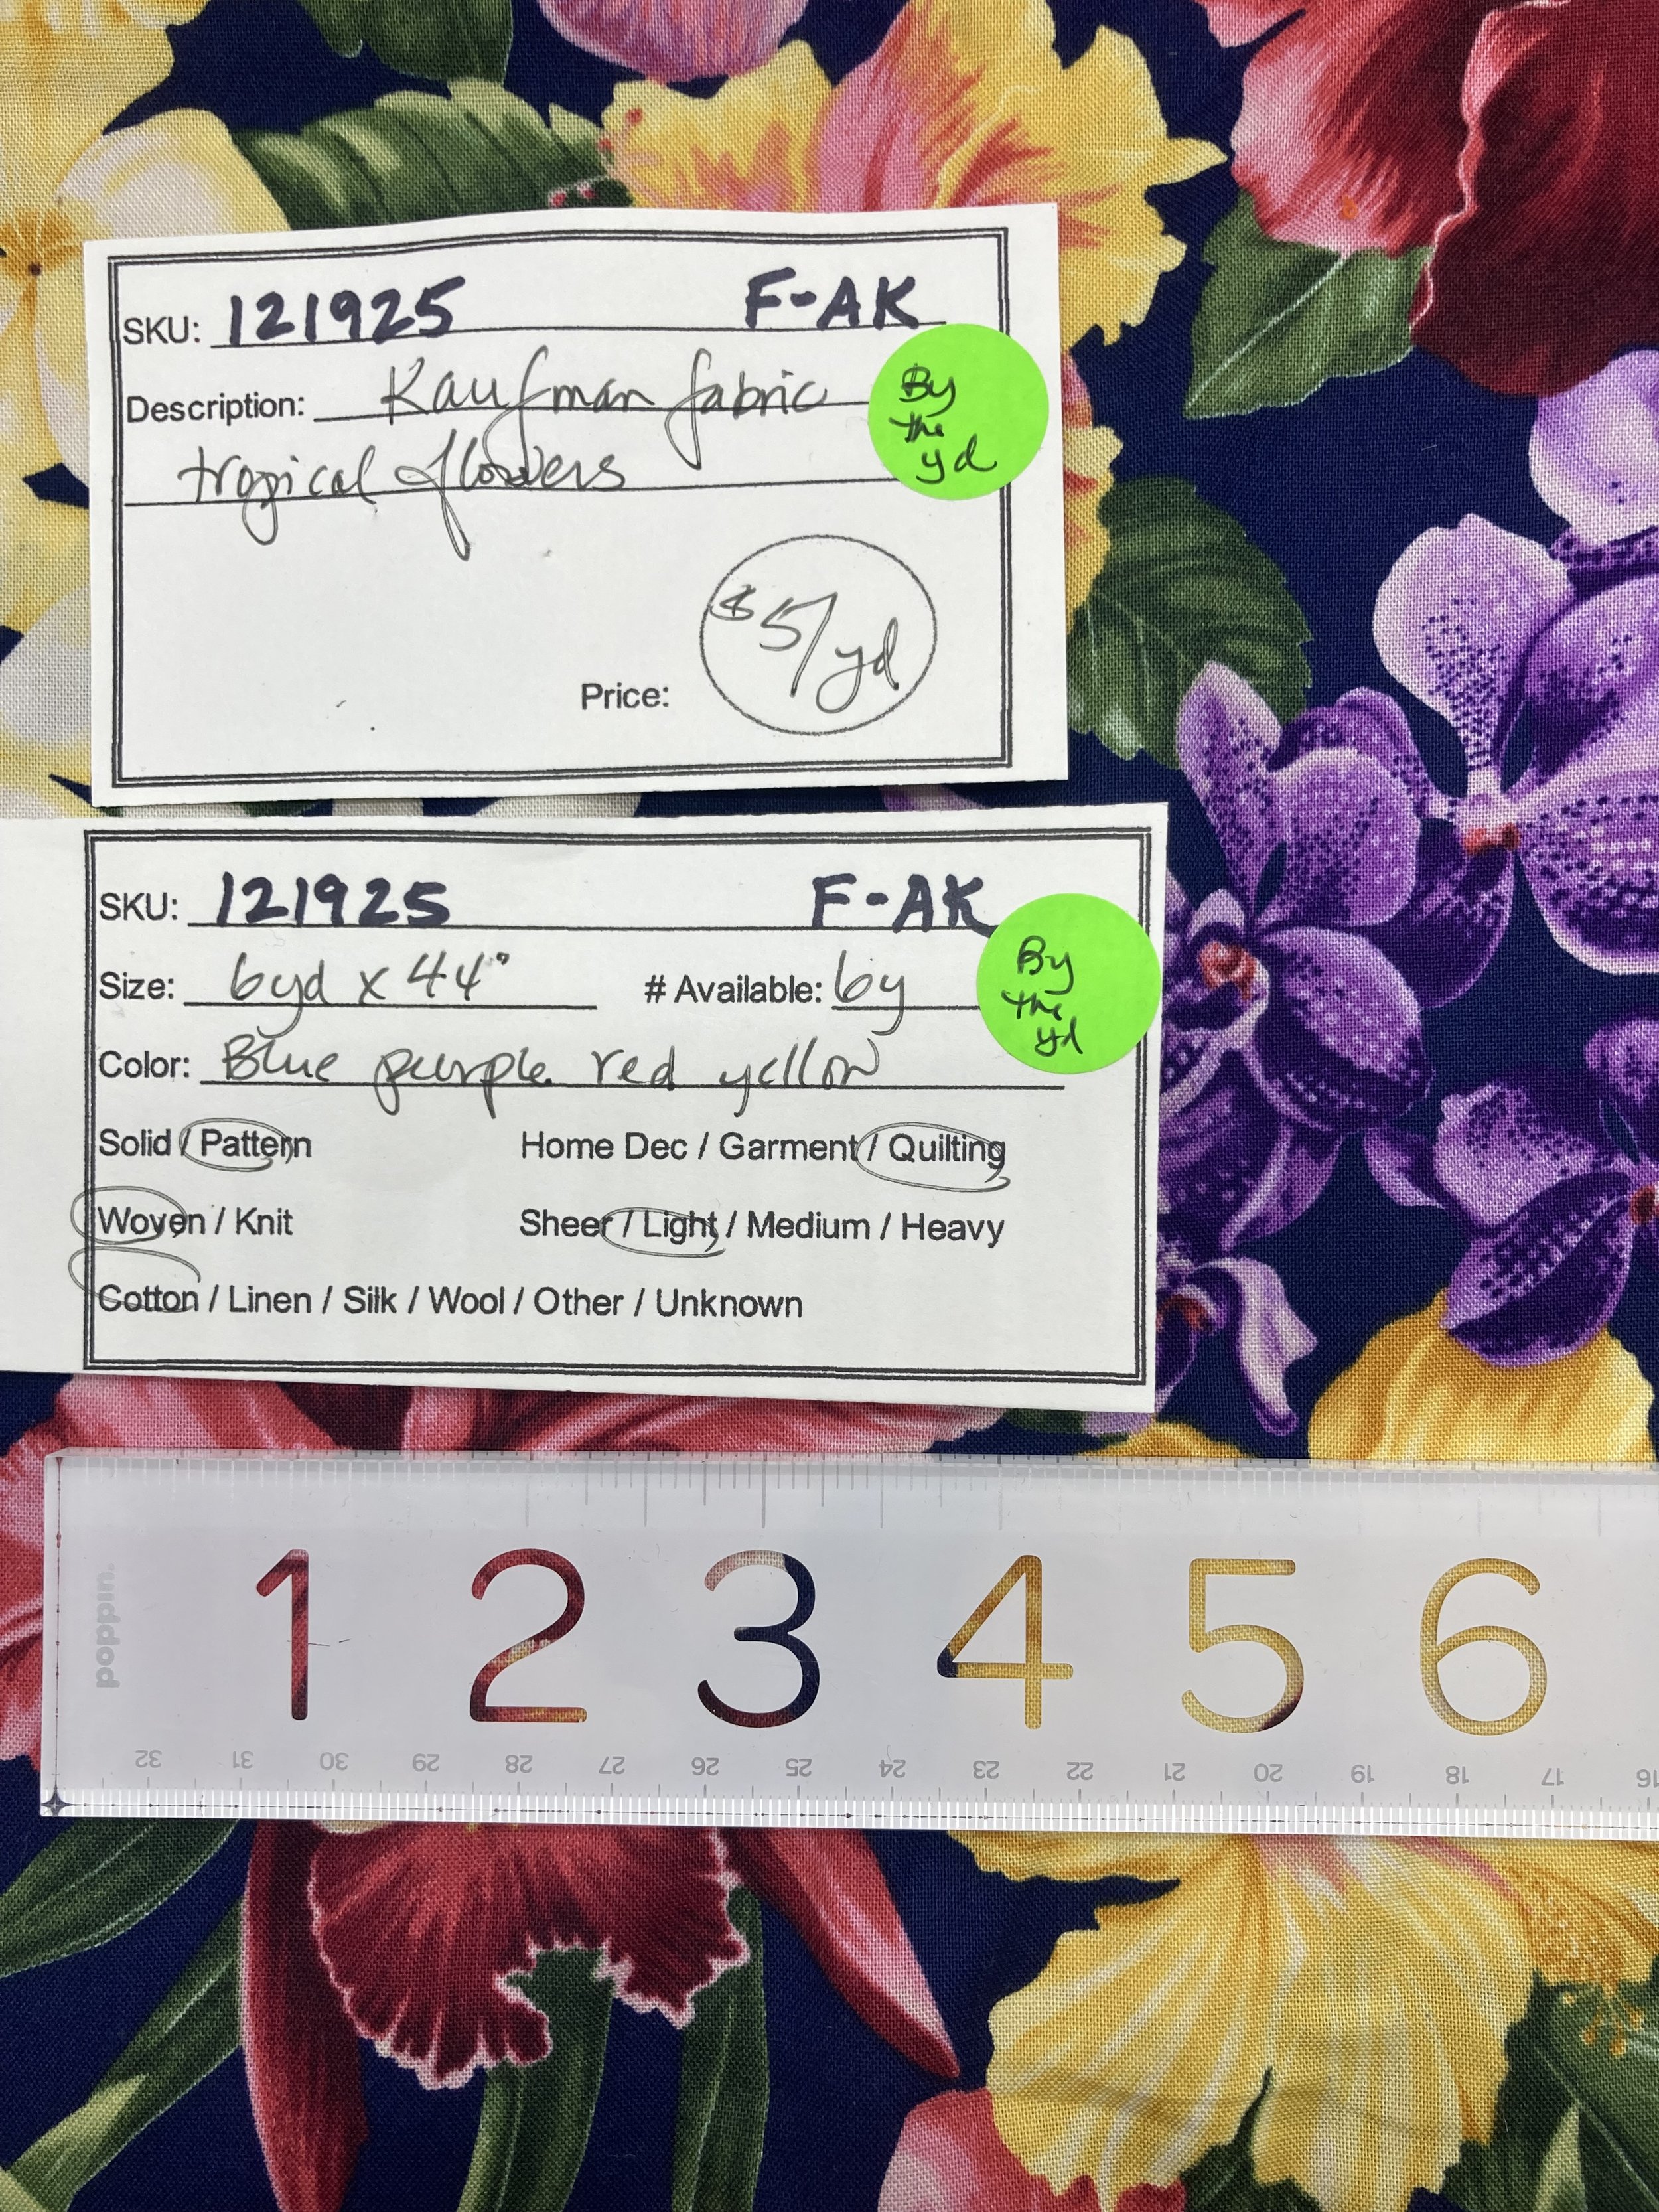 SKU: 121925 F-AK
Description: Kaufman fabric
tropical flowers
By
the
yd
$5/yd
Price:
SKU: 121925 F-AK
Size: 6yd x 44" # Available: 6y
By
the
yd
Color: Blue purple red yellow
Solid / Pattern Home Dec / Garment / Quilting
Woven / Knit Sheer / Light / Medium / Heavy
Cotton / Linen / Silk / Wool / Other / Unknown
poppin.
1 2 3 4 5 6
32 31 30 29 28 27 26 25 24 23 22 21 20 19 18 17 16